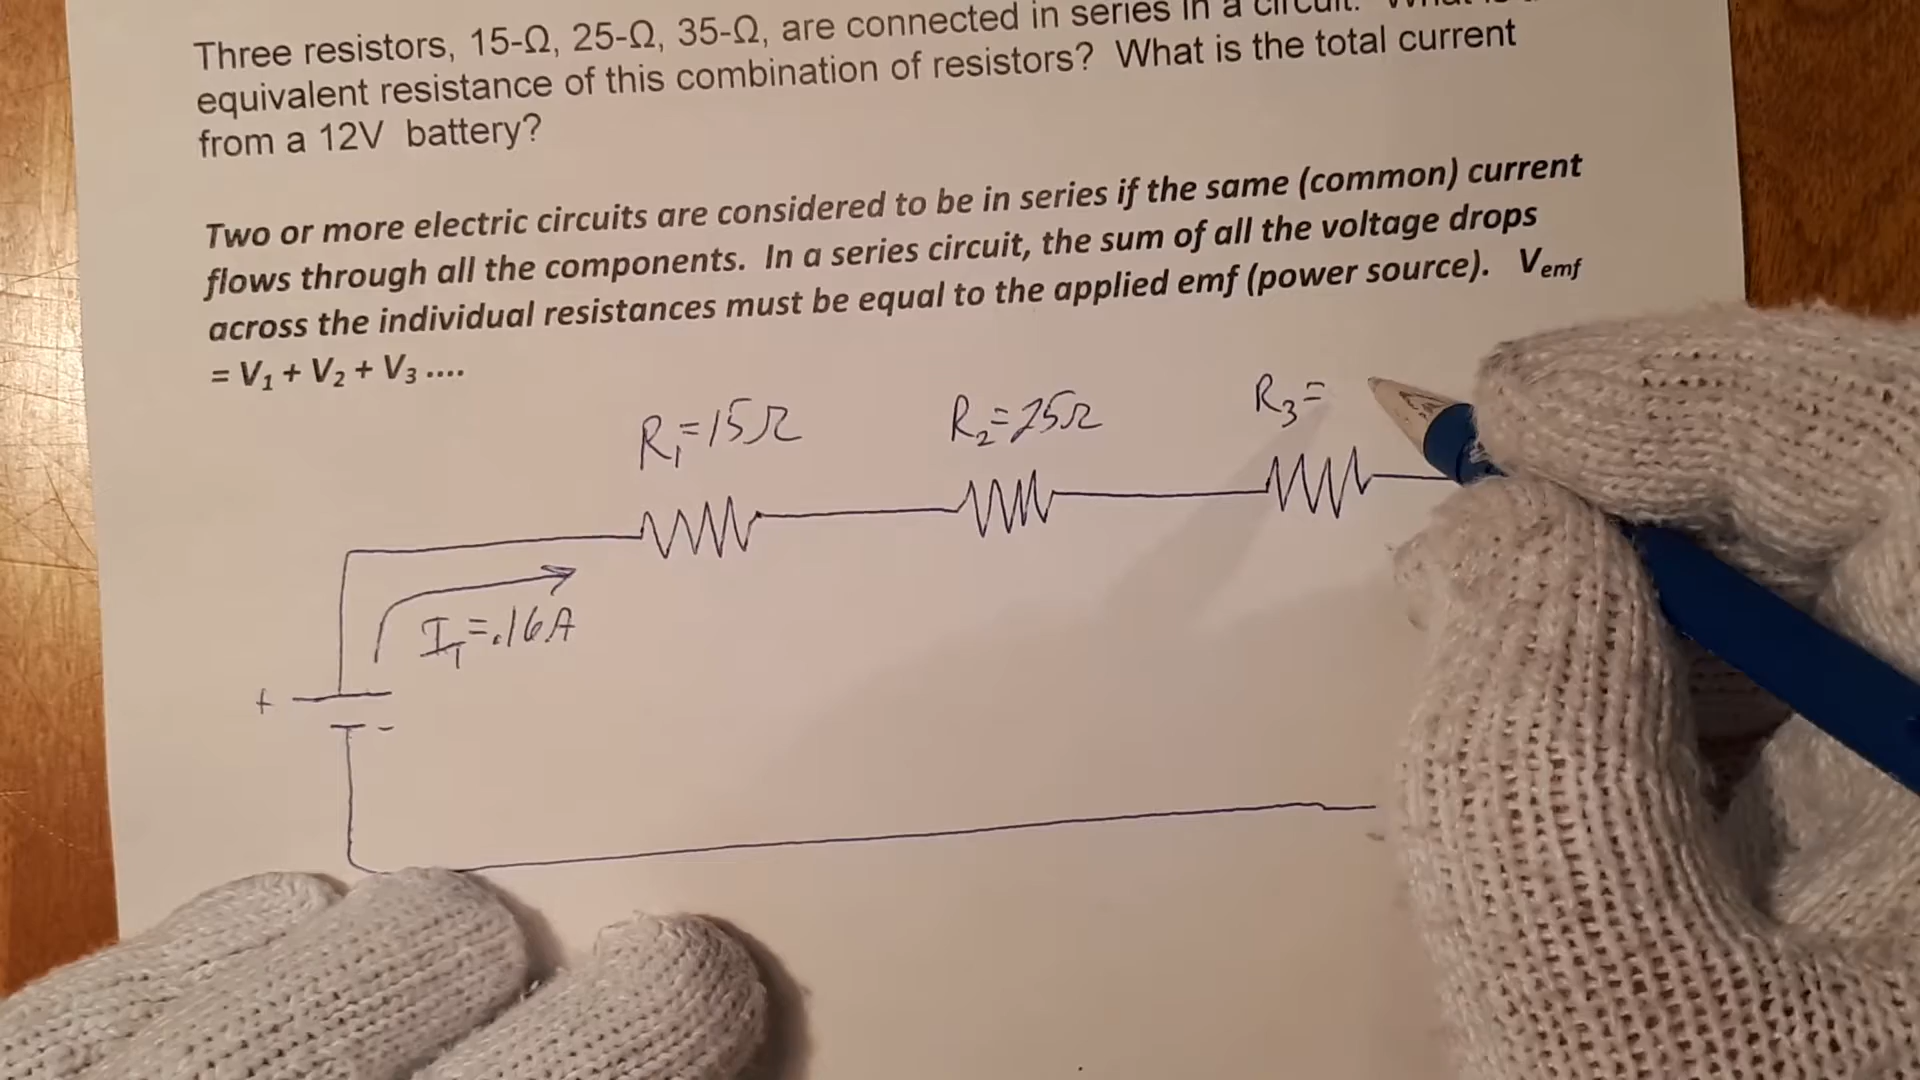 Three resistors, 15-Ω, 25-Ω, 35-Ω, are connected in series in a circuit.
equivalent resistance of this combination of resistors? What is the total current
from a 12V battery?
Two or more electric circuits are considered to be in series if the same (common) current
flows through all the components. In a series circuit, the sum of all the voltage drops
across the individual resistances must be equal to the applied emf (power source). Vemf
= V1 + V2 + V3 ....
R1=15Ω R2=25Ω R3=
IT=.16A
+
-